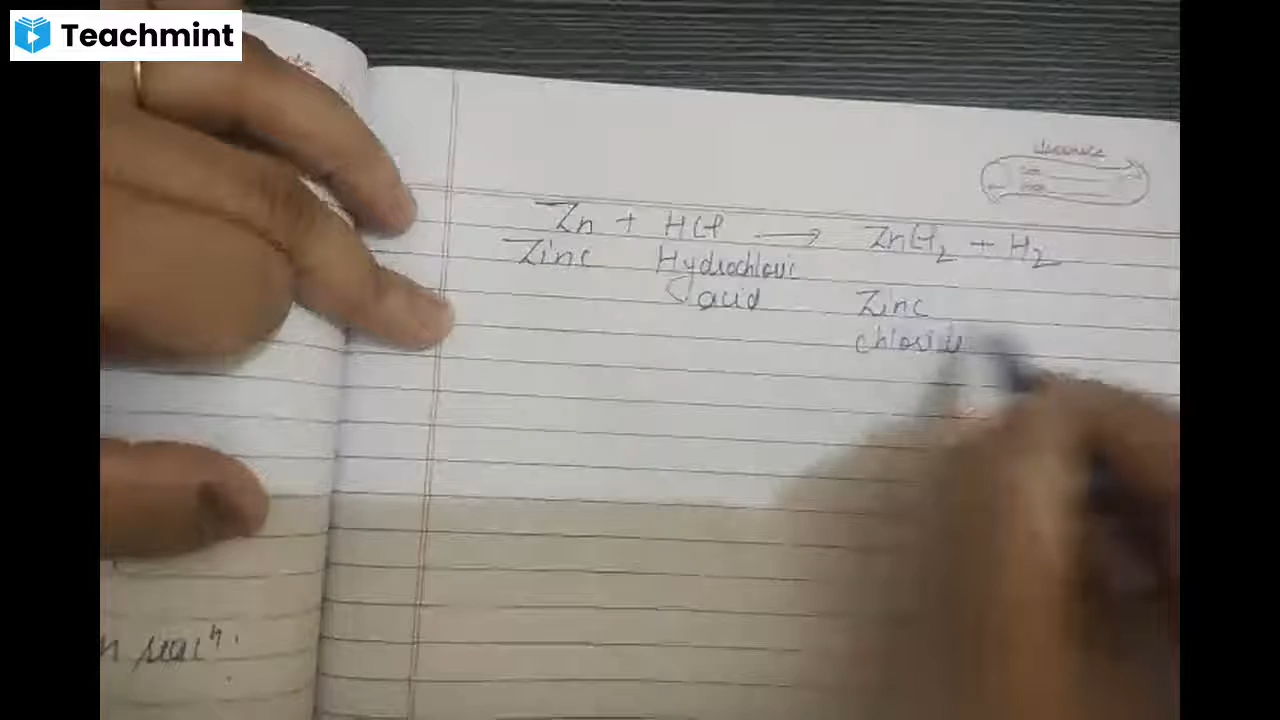 Teachmint
Zn + HCl → ZnCl₂ + H₂
Zinc Hydrochloric
acid Zinc
chloride